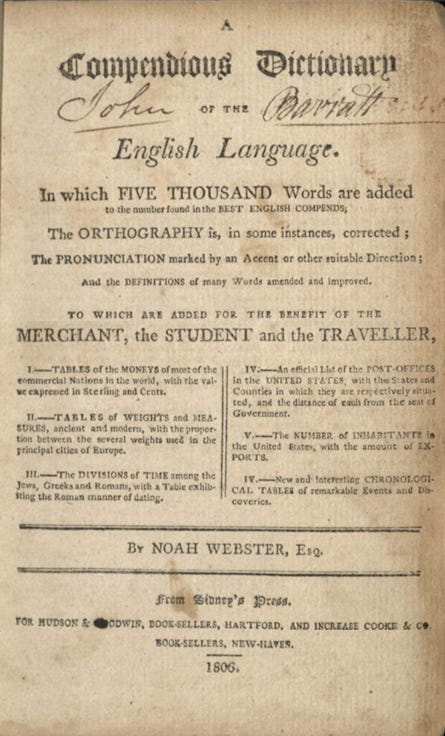 A
Compendious Dictionary
John OF THE Barratt
English Language.
In which FIVE THOUSAND Words are added
to the number found in the BEST ENGLISH COMPENDS;
The ORTHOGRAPHY is, in some instances, corrected;
The PRONUNCIATION marked by an Accent or other suitable Direction;
And the DEFINITIONS of many Words amended and improved.
TO WHICH ARE ADDED FOR THE BENEFIT OF THE
MERCHANT, the STUDENT and the TRAVELLER,
I.—TABLES of the MONEYS of most of the
commercial Nations in the world, with the val-
ue expressed in Sterling and Cents.
II.—TABLES of WEIGHTS and MEA-
SURES, ancient and modern, with the propor-
tion between the several weights used in the
principal cities of Europe.
III.—The DIVISIONS of TIME among the
Jews, Greeks and Romans, with a Table exhib-
iting the Roman manner of dating.
IV.—An official List of the POST-OFFICES
in the UNITED STATES, with the States and
Counties in which they are respectively situa-
ted, and the distance of each from the seat of
Government.
V.—The NUMBER of INHABITANTS in
the United States, with the amount of EX-
PORTS.
IV.—New and interesting CHRONOLOGI-
CAL TABLES of remarkable Events and Dis-
coveries.
By NOAH WEBSTER, Esq.
From Sidney's Press.
FOR HUDSON & GOODWIN, BOOK-SELLERS, HARTFORD, AND INCREASE COOKE & CO.
BOOK-SELLERS, NEW-HAVEN.
1806.